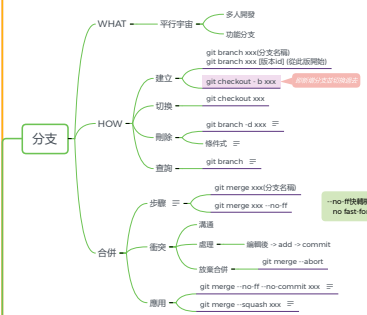 WHAT
平行宇宙
多人開發
功能分支
git branch xxx(分支名稱)
git branch xxx [版本id] (從此版開始)
建立
git checkout - b xxx
切換
git checkout xxx
HOW
分支
刪除
git branch -d xxx
條件式
查詢
git branch
步驟
git merge xxx(分支名稱)
git merge xxx --no-ff
--no-ff快轉
no fast-for
合併
衝突
溝通
處理
編輯後 -> add -> commit
放棄合併
git merge --abort
應用
git merge --no-ff --no-commit xxx
git merge --squash xxx